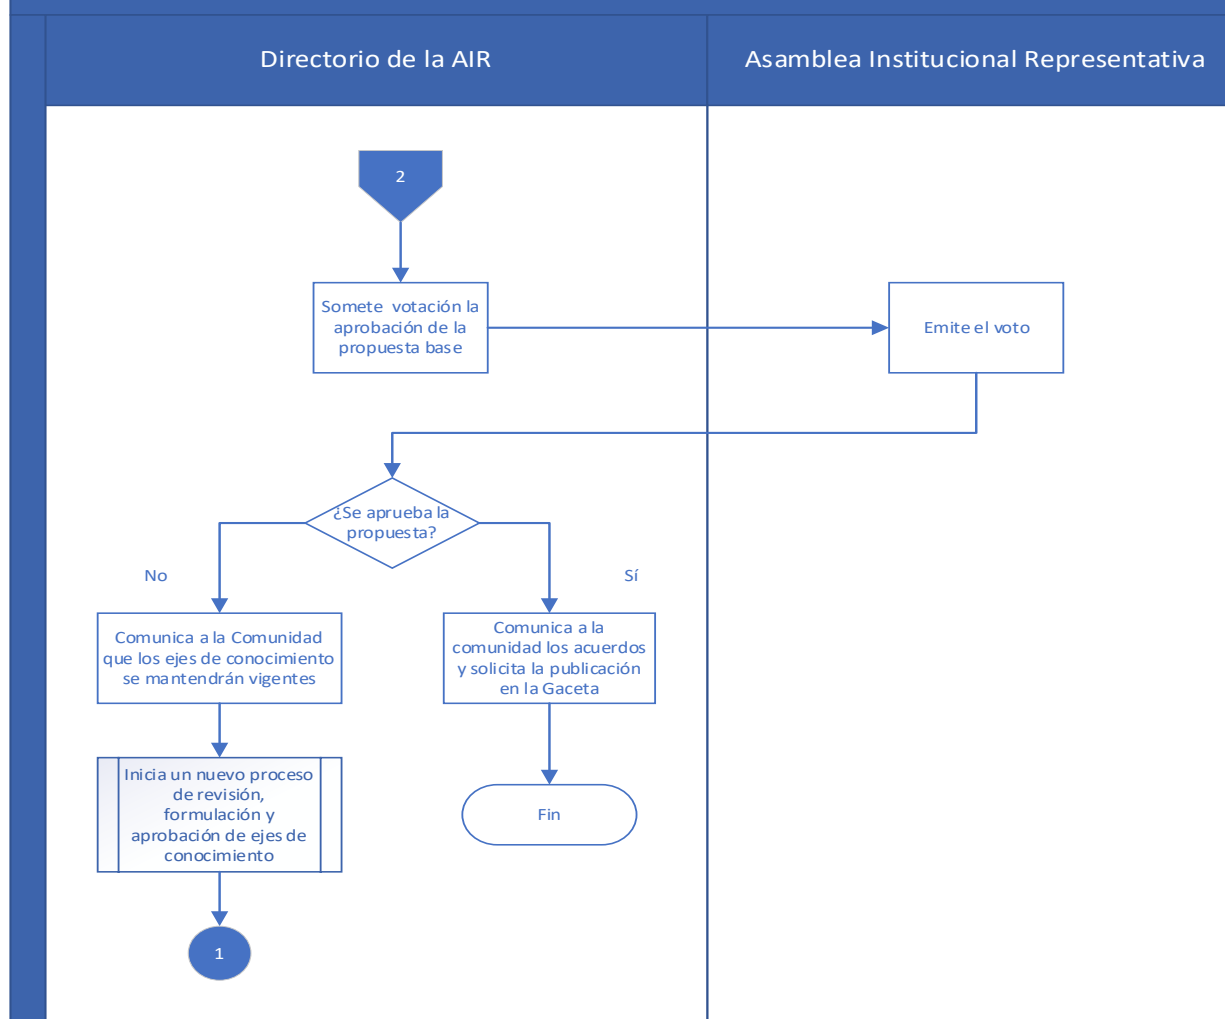 Directorio de la AIR
Asamblea Institucional Representativa
2
Somete votación la
aprobación de la
propuesta base
Emite el voto
¿Se aprueba la
propuesta?
No
Sí
Comunica a la Comunidad
que los ejes de conocimiento
se mantendrán vigentes
Comunica a la
comunidad los acuerdos
y solicita la publicación
en la Gaceta
Inicia un nuevo proceso
de revisión,
formulación y
aprobación de ejes de
conocimiento
Fin
1